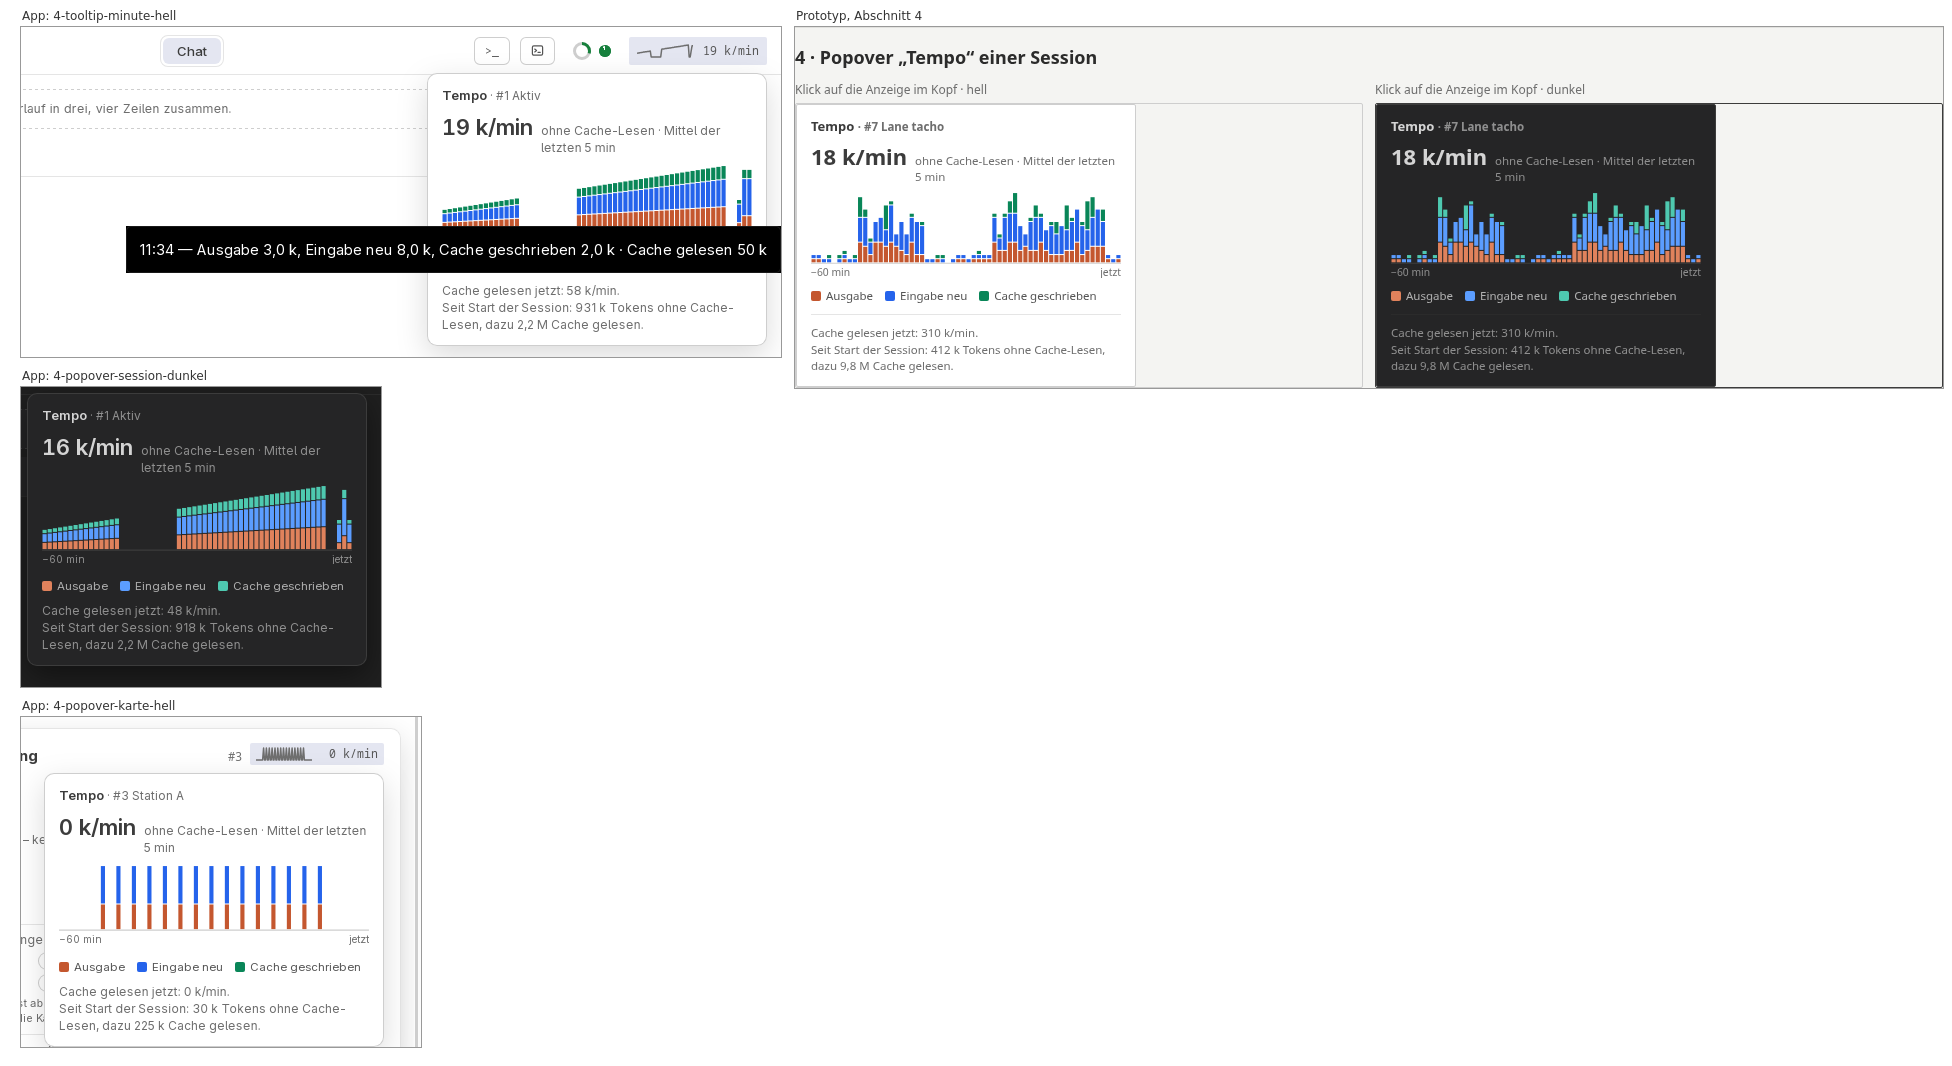 App: 4-tooltip-minute-hell
Chat
>_
19 k/min
rlauf in drei, vier Zeilen zusammen.
Tempo · #1 Aktiv
19 k/min ohne Cache-Lesen · Mittel der
letzten 5 min
11:34 — Ausgabe 3,0 k, Eingabe neu 8,0 k, Cache geschrieben 2,0 k · Cache gelesen 50 k
Cache gelesen jetzt: 58 k/min.
Seit Start der Session: 931 k Tokens ohne Cache-
Lesen, dazu 2,2 M Cache gelesen.
App: 4-popover-session-dunkel
Tempo · #1 Aktiv
16 k/min ohne Cache-Lesen · Mittel der
letzten 5 min
−60 min jetzt
Ausgabe Eingabe neu Cache geschrieben
Cache gelesen jetzt: 48 k/min.
Seit Start der Session: 918 k Tokens ohne Cache-
Lesen, dazu 2,2 M Cache gelesen.
App: 4-popover-karte-hell
ng #3 0 k/min
Tempo · #3 Station A
0 k/min ohne Cache-Lesen · Mittel der letzten
5 min
– ke
nge
st ab
die K
−60 min jetzt
Ausgabe Eingabe neu Cache geschrieben
Cache gelesen jetzt: 0 k/min.
Seit Start der Session: 30 k Tokens ohne Cache-
Lesen, dazu 225 k Cache gelesen.
Prototyp, Abschnitt 4
4 · Popover „Tempo“ einer Session
Klick auf die Anzeige im Kopf · hell
Tempo · #7 Lane tacho
18 k/min ohne Cache-Lesen · Mittel der letzten
5 min
−60 min jetzt
Ausgabe Eingabe neu Cache geschrieben
Cache gelesen jetzt: 310 k/min.
Seit Start der Session: 412 k Tokens ohne Cache-Lesen,
dazu 9,8 M Cache gelesen.
Klick auf die Anzeige im Kopf · dunkel
Tempo · #7 Lane tacho
18 k/min ohne Cache-Lesen · Mittel der letzten
5 min
−60 min jetzt
Ausgabe Eingabe neu Cache geschrieben
Cache gelesen jetzt: 310 k/min.
Seit Start der Session: 412 k Tokens ohne Cache-Lesen,
dazu 9,8 M Cache gelesen.